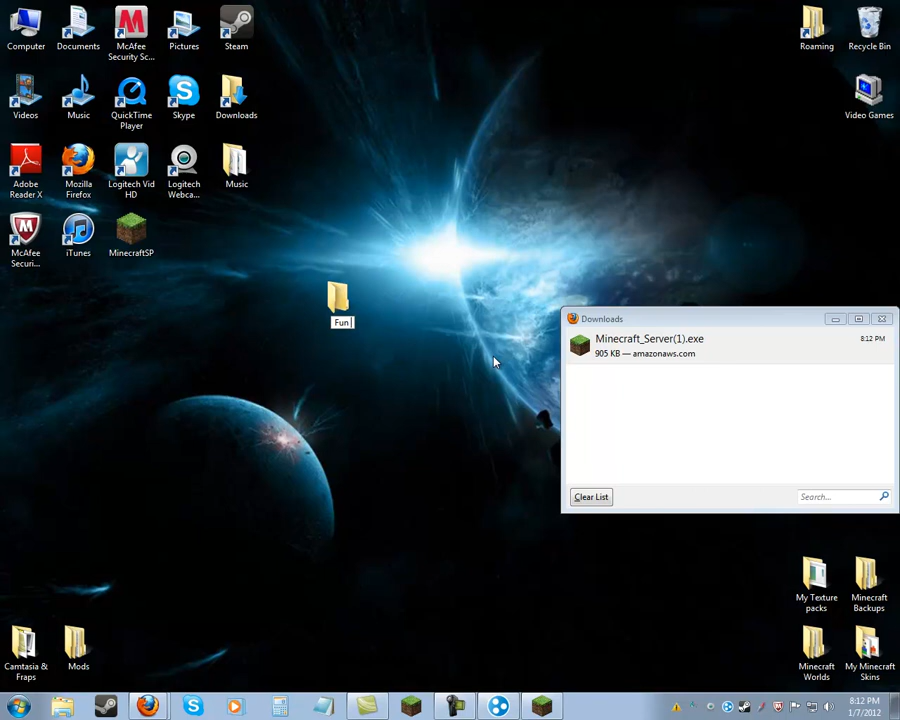 Computer
Documents
McAfee
Security Sc...
Pictures
Steam
Roaming
Recycle Bin
Videos
Music
QuickTime
Player
Skype
Downloads
Video Games
Adobe
Reader X
Mozilla
Firefox
Logitech Vid
HD
Logitech
Webca...
Music
McAfee
Securi...
iTunes
MinecraftSP
Fun
Downloads
Minecraft_Server(1).exe
8:12 PM
905 KB — amazonaws.com
Clear List
Search...
My Texture
packs
Minecraft
Backups
Camtasia &
Fraps
Mods
Minecraft
Worlds
My Minecraft
Skins
8:12 PM
1/7/2012